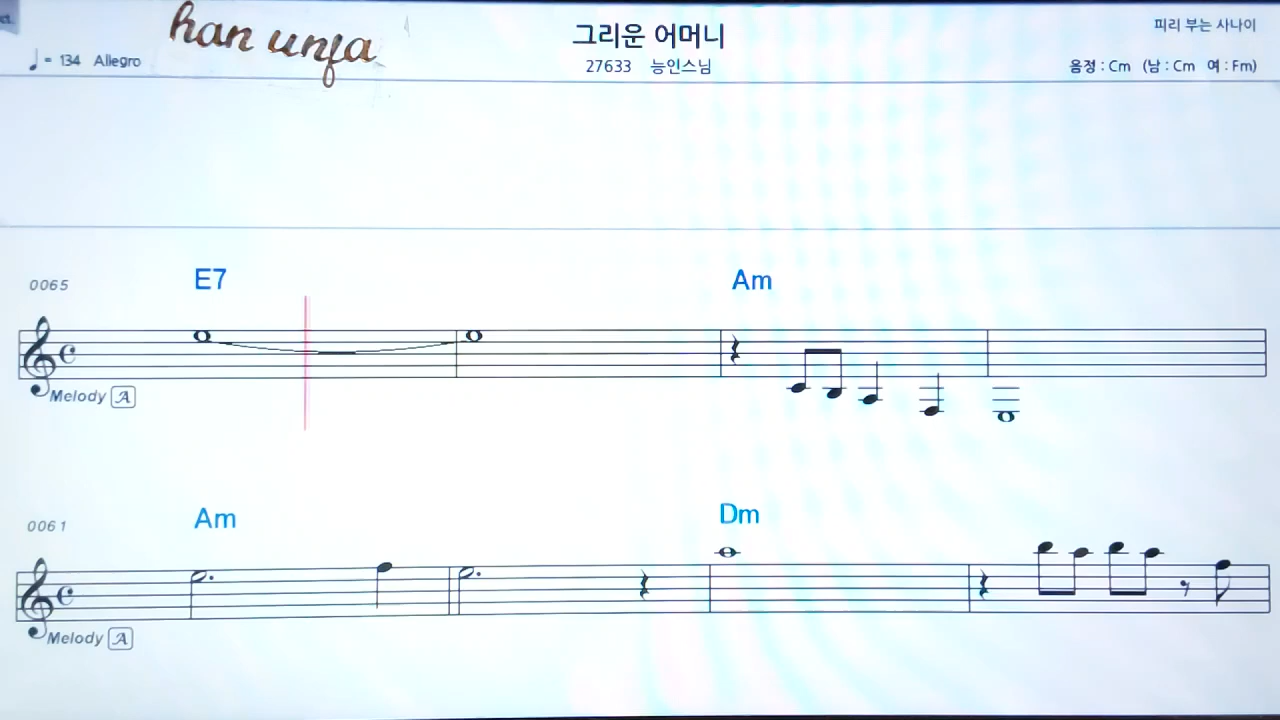 han unfa
그리운 어머니
피리 부는 사나이
♩= 134 Allegro
27633 능인스님
음정 : Cm (남 : Cm 여 : Fm)
0065
E7
Am
Melody A
0061
Am
Dm
Melody A